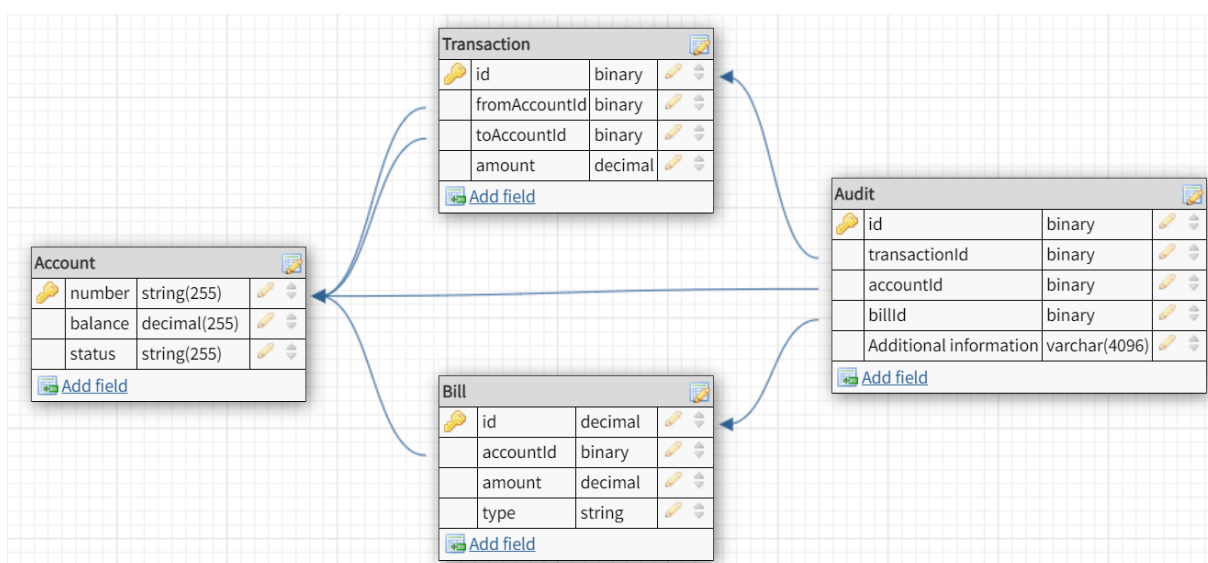 Transaction
id binary
fromAccountId binary
toAccountId binary
amount decimal
Add field
Account
number string(255)
balance decimal(255)
status string(255)
Add field
Bill
id decimal
accountId binary
amount decimal
type string
Add field
Audit
id binary
transactionId binary
accountId binary
billId binary
Additional information varchar(4096)
Add field